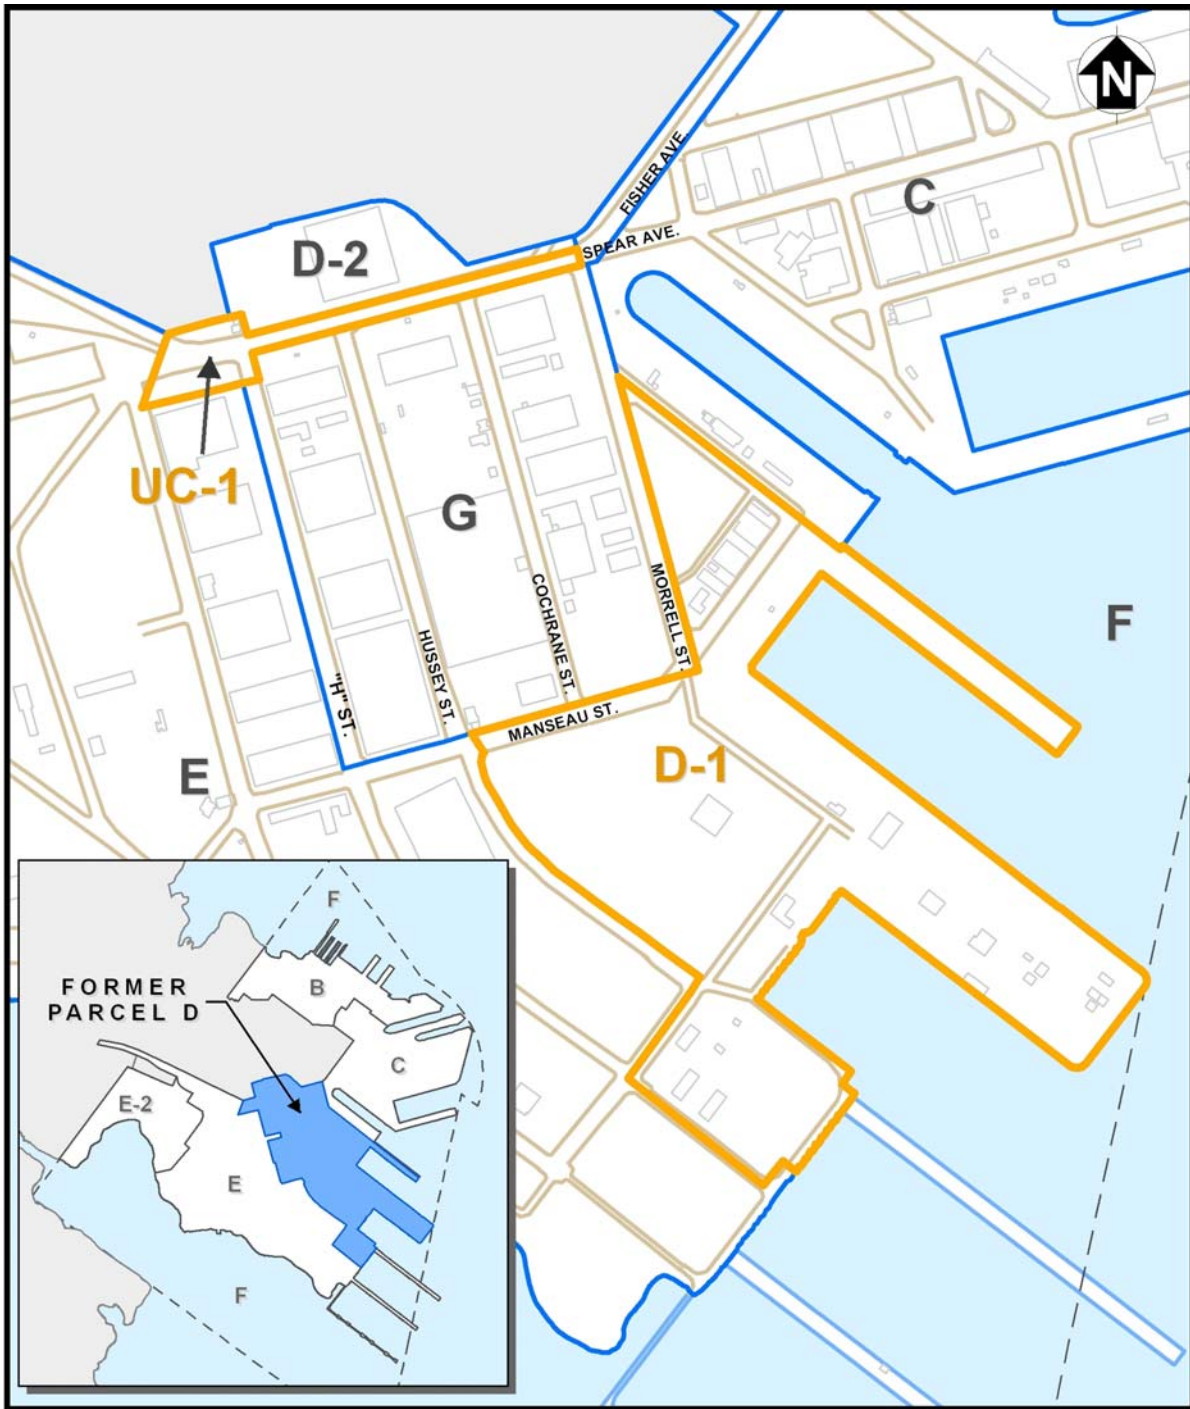 N
FISHER AVE.
C
SPEAR AVE.
D-2
UC-1
G
MORRELL ST.
COCHRANE ST.
F
HUSSEY ST.
"H" ST.
MANSEAU ST.
D-1
E
F
FORMER
PARCEL D
B
C
E-2
E
F